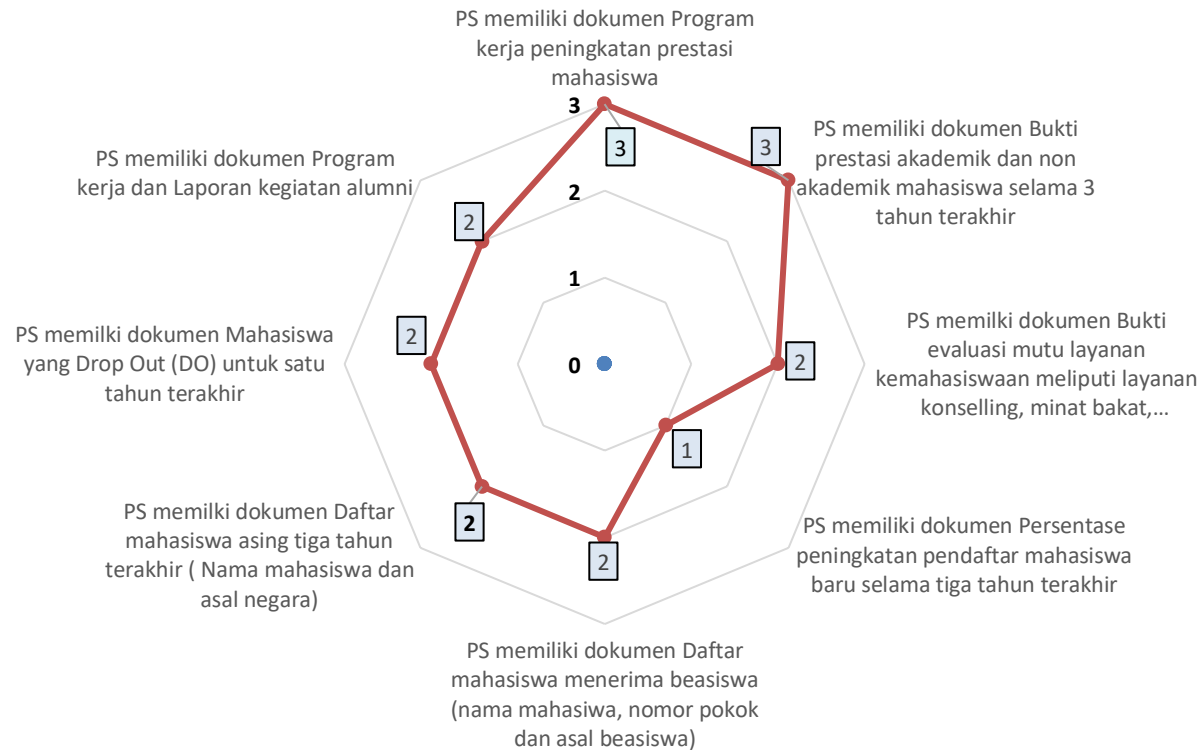 PS memiliki dokumen Program
kerja peningkatan prestasi
mahasiswa
3
3
PS memiliki dokumen Bukti
prestasi akademik dan non
akademik mahasiswa selama 3
tahun terakhir
3
PS memiliki dokumen Program
kerja dan Laporan kegiatan alumni
2
2
1
0
PS memilki dokumen Mahasiswa
yang Drop Out (DO) untuk satu
tahun terakhir
2
PS memiliki dokumen Bukti
evaluasi mutu layanan
kemahasiswaan meliputi layanan
konselling, minat bakat,...
2
1
PS memilki dokumen Daftar
mahasiswa asing tiga tahun
terakhir ( Nama mahasiswa dan
asal negara)
2
2
PS memiliki dokumen Persentase
peningkatan pendaftar mahasiswa
baru selama tiga tahun terakhir
PS memiliki dokumen Daftar
mahasiswa menerima beasiswa
(nama mahasiwa, nomor pokok
dan asal beasiswa)